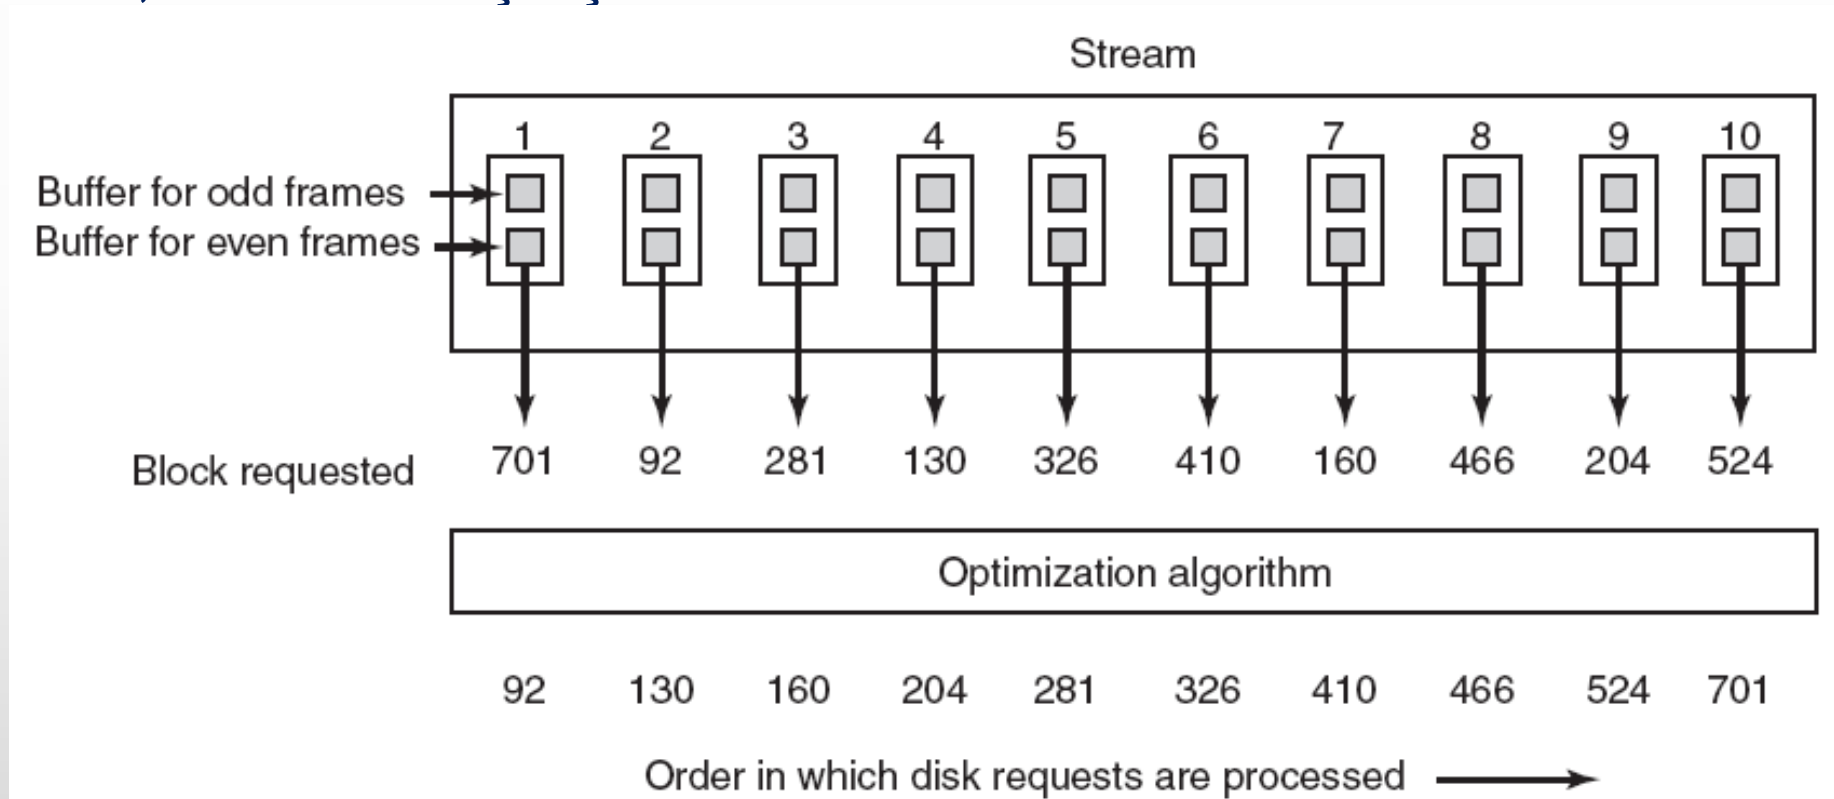 Stream
1 2 3 4 5 6 7 8 9 10
Buffer for odd frames
Buffer for even frames
Block requested 701 92 281 130 326 410 160 466 204 524
Optimization algorithm
92 130 160 204 281 326 410 466 524 701
Order in which disk requests are processed